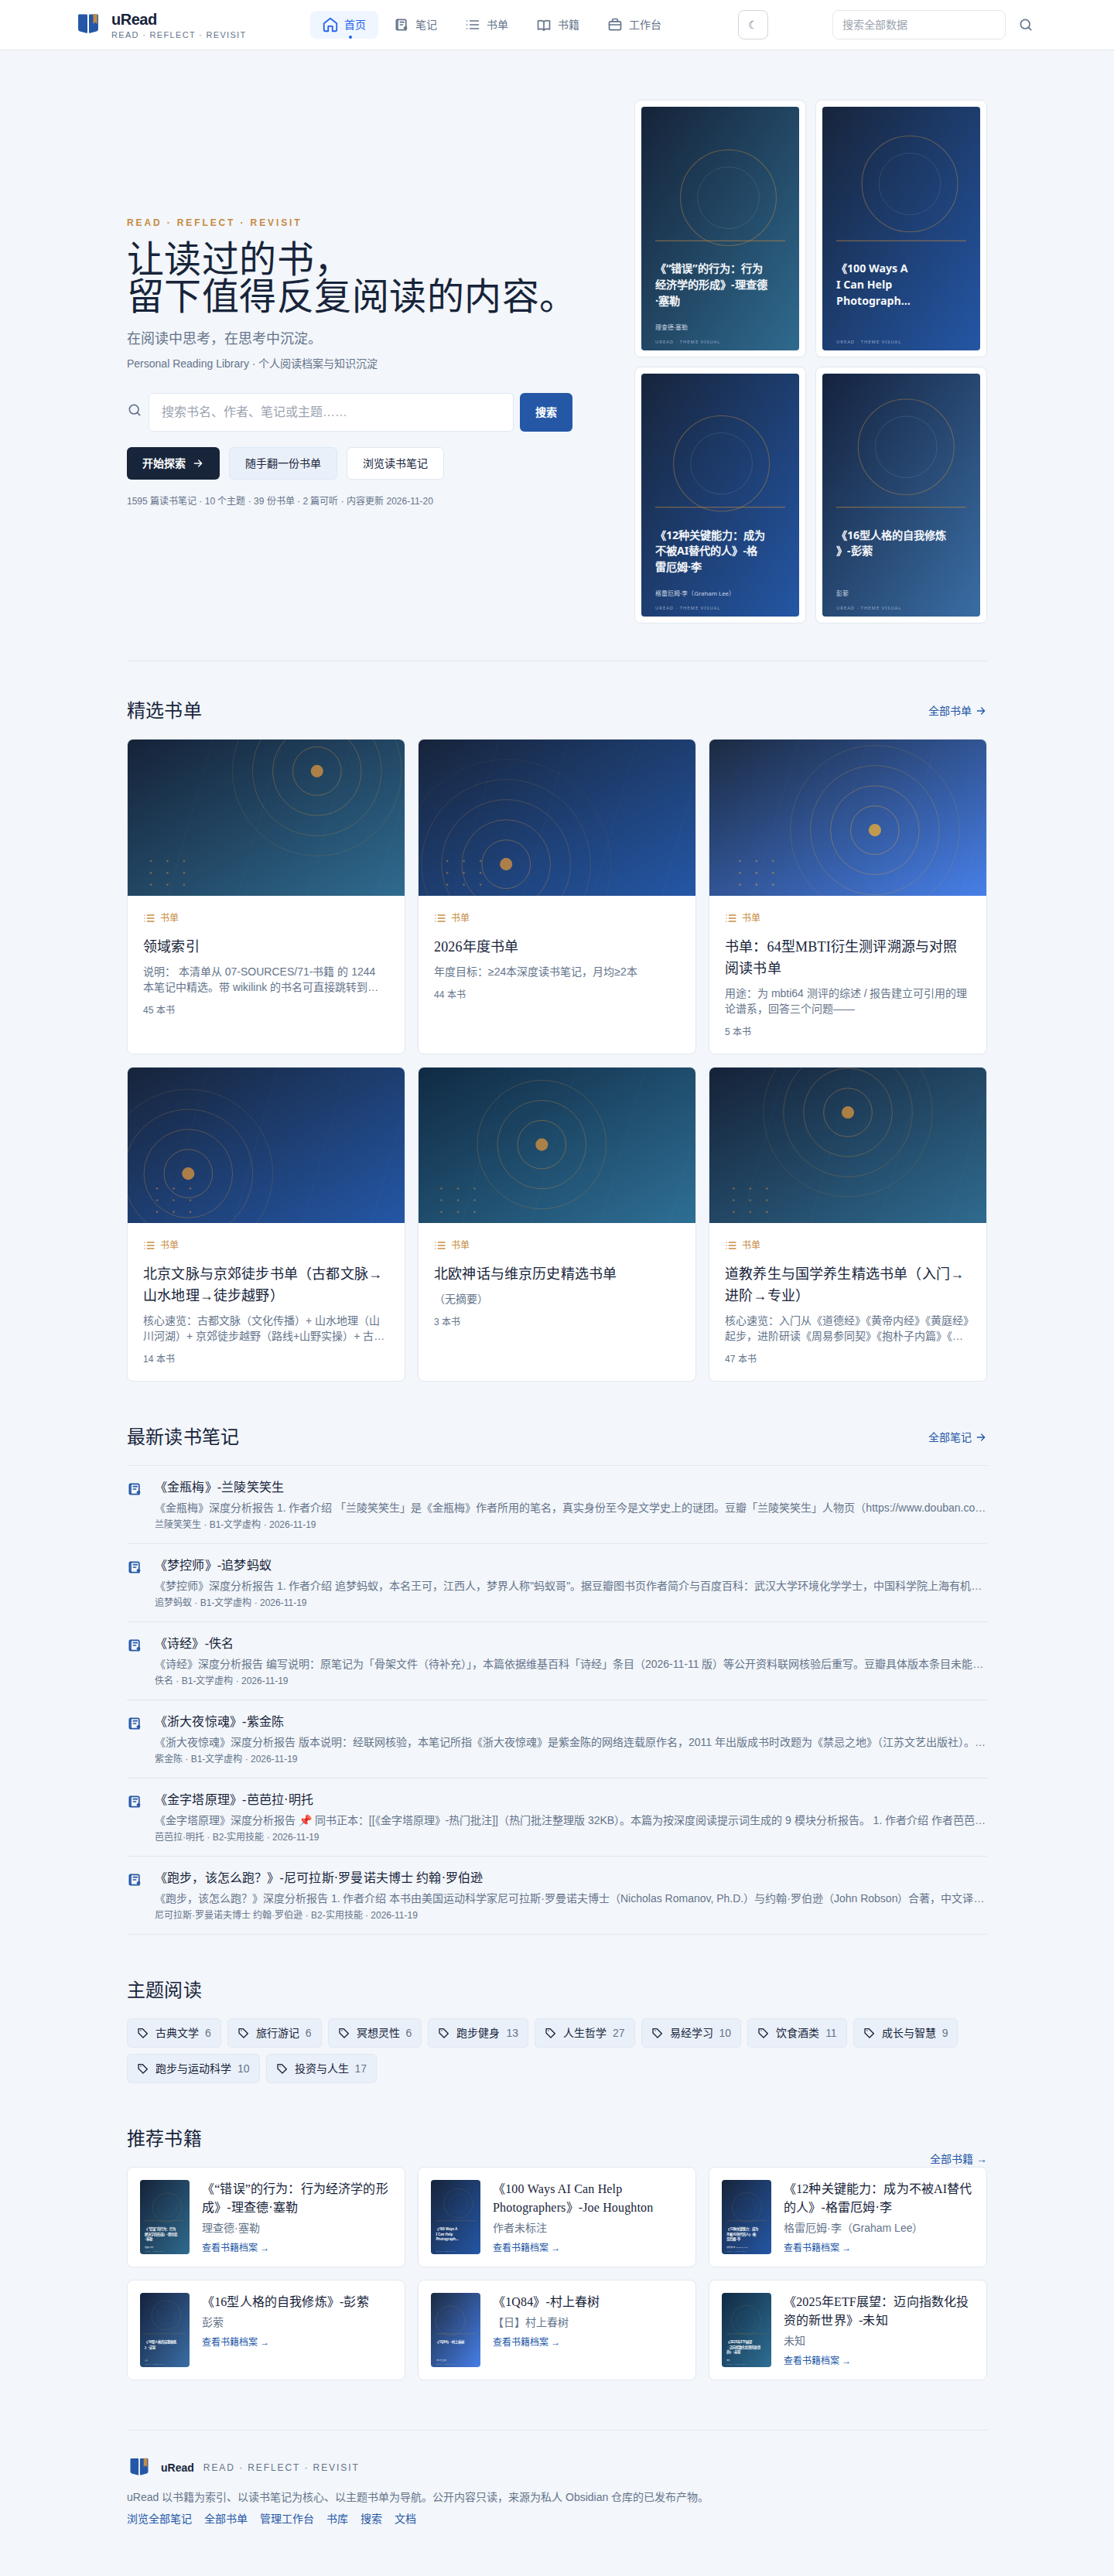 uRead
READ · REFLECT · REVISIT
首页
笔记
书单
书籍
工作台
搜索全部数据
READ · REFLECT · REVISIT
让读过的书，
留下值得反复阅读的内容。
在阅读中思考，在思考中沉淀。
Personal Reading Library · 个人阅读档案与知识沉淀
搜索书名、作者、笔记或主题……
搜索
开始探索 →
随手翻一份书单
浏览读书笔记
1595 篇读书笔记 · 10 个主题 · 39 份书单 · 2 篇可听 · 内容更新 2026-11-20
《“错误”的行为：行为
经济学的形成》-理查德
·塞勒
理查德·塞勒
UREAD · THEME VISUAL
《100 Ways A
I Can Help
Photograph…
UREAD · THEME VISUAL
《12种关键能力：成为
不被AI替代的人》-格
雷厄姆·李
格雷厄姆·李（Graham Lee）
UREAD · THEME VISUAL
《16型人格的自我修炼
》-彭萦
彭萦
UREAD · THEME VISUAL
精选书单
全部书单 →
书单
领域索引
说明： 本清单从 07-SOURCES/71-书籍 的 1244
本笔记中精选。带 wikilink 的书名可直接跳转到…
45 本书
书单
2026年度书单
年度目标：≥24本深度读书笔记，月均≥2本
44 本书
书单
书单：64型MBTI衍生测评溯源与对照
阅读书单
用途：为 mbti64 测评的综述 / 报告建立可引用的理
论谱系，回答三个问题——
5 本书
书单
北京文脉与京郊徒步书单（古都文脉→
山水地理→徒步越野）
核心速览：古都文脉（文化传播）+ 山水地理（山
川河湖）+ 京郊徒步越野（路线+山野实操）+ 古…
14 本书
书单
北欧神话与维京历史精选书单
（无摘要）
3 本书
书单
道教养生与国学养生精选书单（入门→
进阶→专业）
核心速览：入门从《道德经》《黄帝内经》《黄庭经》
起步，进阶研读《周易参同契》《抱朴子内篇》《…
47 本书
最新读书笔记
全部笔记 →
《金瓶梅》-兰陵笑笑生
《金瓶梅》深度分析报告 1. 作者介绍 「兰陵笑笑生」是《金瓶梅》作者所用的笔名，真实身份至今是文学史上的谜团。豆瓣「兰陵笑笑生」人物页（https://www.douban.co…
兰陵笑笑生 · B1-文学虚构 · 2026-11-19
《梦控师》-追梦蚂蚁
《梦控师》深度分析报告 1. 作者介绍 追梦蚂蚁，本名王可，江西人，梦界人称"蚂蚁哥"。据豆瓣图书页作者简介与百度百科：武汉大学环境化学学士，中国科学院上海有机…
追梦蚂蚁 · B1-文学虚构 · 2026-11-19
《诗经》-佚名
《诗经》深度分析报告 编写说明：原笔记为「骨架文件（待补充）」，本篇依据维基百科「诗经」条目（2026-11-11 版）等公开资料联网核验后重写。豆瓣具体版本条目未能…
佚名 · B1-文学虚构 · 2026-11-19
《浙大夜惊魂》-紫金陈
《浙大夜惊魂》深度分析报告 版本说明：经联网核验，本笔记所指《浙大夜惊魂》是紫金陈的网络连载原作名，2011 年出版成书时改题为《禁忌之地》（江苏文艺出版社）。…
紫金陈 · B1-文学虚构 · 2026-11-19
《金字塔原理》-芭芭拉·明托
《金字塔原理》深度分析报告 📌 同书正本：[[《金字塔原理》-热门批注]]（热门批注整理版 32KB）。本篇为按深度阅读提示词生成的 9 模块分析报告。 1. 作者介绍 作者芭芭…
芭芭拉·明托 · B2-实用技能 · 2026-11-19
《跑步，该怎么跑？》-尼可拉斯·罗曼诺夫博士 约翰·罗伯逊
《跑步，该怎么跑？》深度分析报告 1. 作者介绍 本书由美国运动科学家尼可拉斯·罗曼诺夫博士（Nicholas Romanov, Ph.D.）与约翰·罗伯逊（John Robson）合著，中文译…
尼可拉斯·罗曼诺夫博士 约翰·罗伯逊 · B2-实用技能 · 2026-11-19
主题阅读
古典文学 6
旅行游记 6
冥想灵性 6
跑步健身 13
人生哲学 27
易经学习 10
饮食酒类 11
成长与智慧 9
跑步与运动科学 10
投资与人生 17
推荐书籍
全部书籍 →
《“错误”的行为：行为经济学的形
成》-理查德·塞勒
理查德·塞勒
查看书籍档案 →
《100 Ways AI Can Help
Photographers》-Joe Houghton
作者未标注
查看书籍档案 →
《12种关键能力：成为不被AI替代
的人》-格雷厄姆·李
格雷厄姆·李（Graham Lee）
查看书籍档案 →
《16型人格的自我修炼》-彭萦
彭萦
查看书籍档案 →
《1Q84》-村上春树
【日】村上春树
查看书籍档案 →
《2025年ETF展望：迈向指数化投
资的新世界》-未知
未知
查看书籍档案 →
uRead READ · REFLECT · REVISIT
uRead 以书籍为索引、以读书笔记为核心、以主题书单为导航。公开内容只读，来源为私人 Obsidian 仓库的已发布产物。
浏览全部笔记 全部书单 管理工作台 书库 搜索 文档